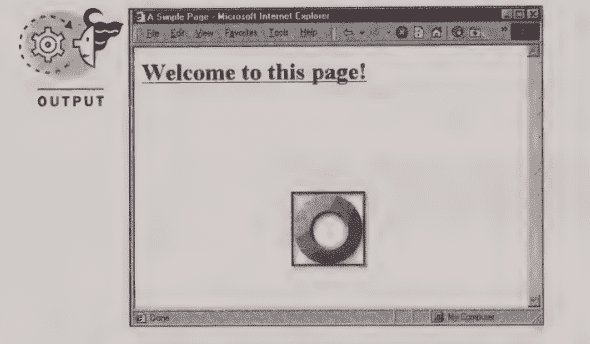 A Simple Page - Microsoft Internet Explorer
File Edit View Favorites Tools Help
Welcome to this page!
OUTPUT
Done
My Computer